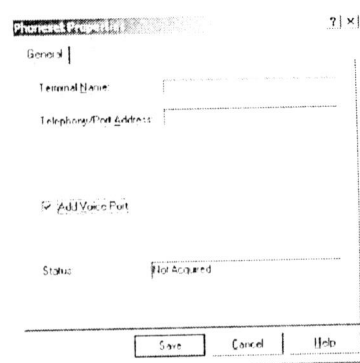 Phoneset Properties
General
Terminal Name:
Telephony/Port Address:
Add Voice Port
Status: Not Acquired
Save Cancel Help